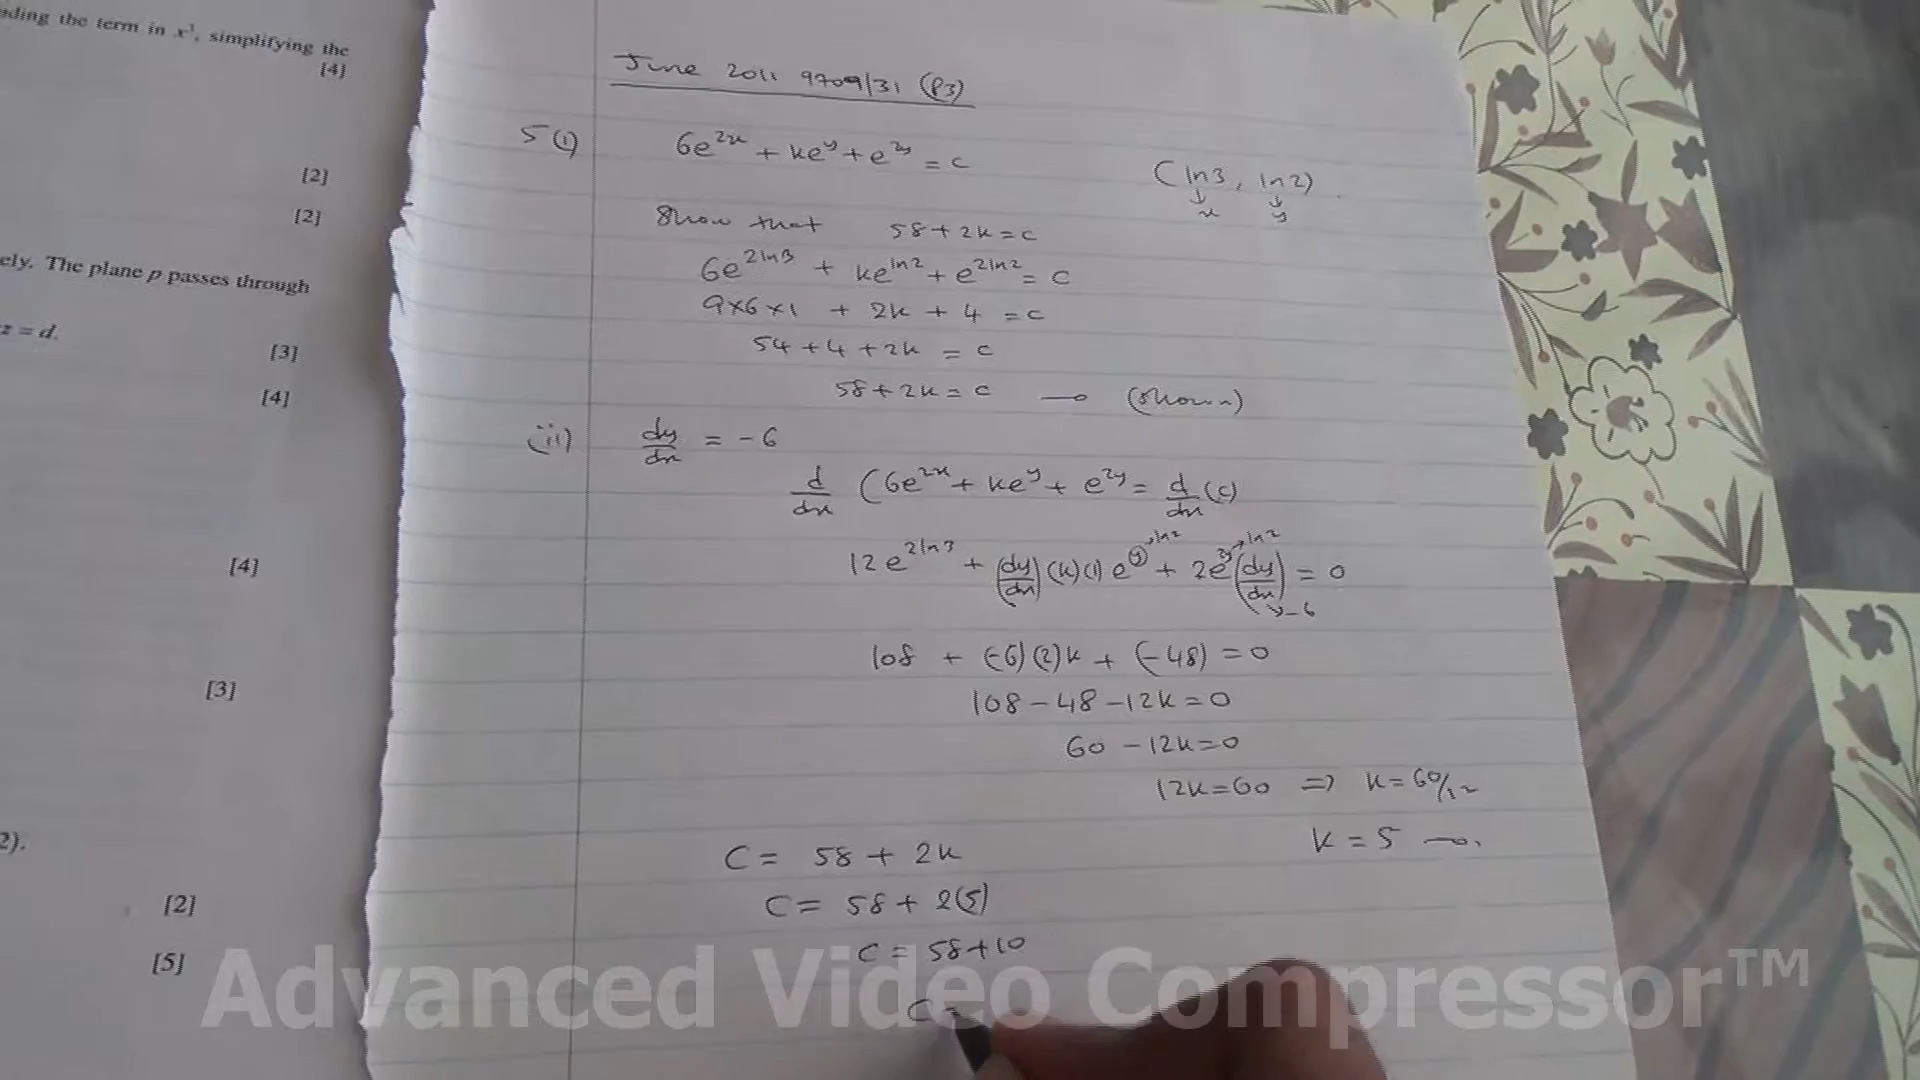 ading the term in x³, simplifying the
[4]
[2]
[2]
ely. The plane p passes through
z = d.
[3]
[4]
[4]
[3]
2).
[2]
[5]
June 2011 9709/31 (P3)
5 (i) 6e^{2x} + ke^y + e^{2y} = c
(ln3, ln2)
x y
Show that 58 + 2k = c
6e^{2ln3} + ke^{ln2} + e^{2ln2} = c
9×6×1 + 2k + 4 = c
54 + 4 + 2k = c
58 + 2k = c (shown)
(ii) dy/dx = -6
d/dx (6e^{2x} + ke^y + e^{2y} = d/dx (c)
12e^{2ln3} + (dy/dx)(k)(1)e^{y → ln2} + 2e^{2y → ln2}(dy/dx) = 0
→ -6
108 + (-6)(2)k + (-48) = 0
108 - 48 - 12k = 0
60 - 12k = 0
12k = 60 ⇒ k = 60/12
k = 5
C = 58 + 2k
C = 58 + 2(5)
C = 58 + 10
C =
Advanced Video Compressor™